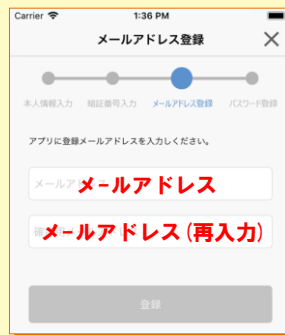 Carrier 1:36 PM
メールアドレス登録
本人情報入力 暗証番号入力 メールアドレス登録 パスワード登録
アプリに登録メールアドレスを入力しください。
メールアドレス
メールアドレス(再入力)
登録